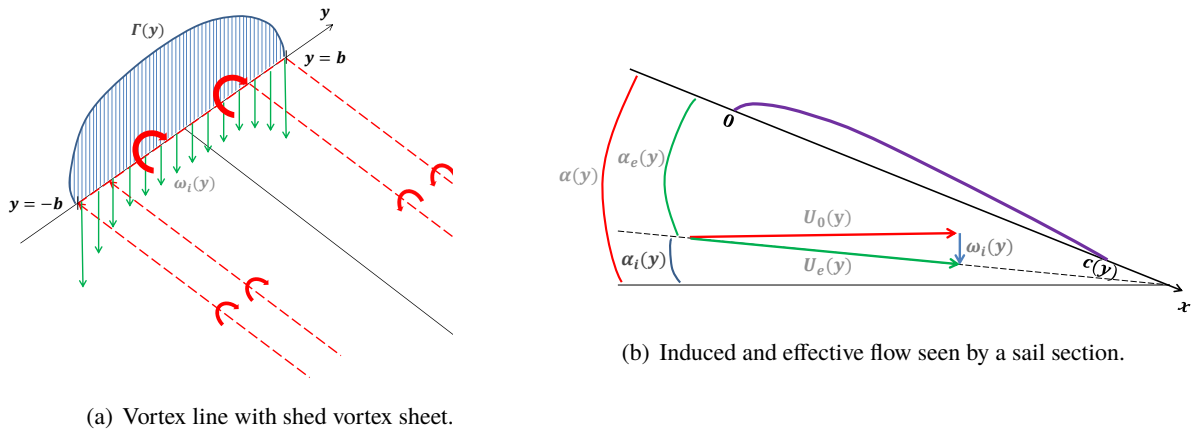 Γ(y)
y
y = b
ω_i(y)
y = −b
(a) Vortex line with shed vortex sheet.
0
α_e(y)
α(y)
U_0(y)
ω_i(y)
α_i(y)
U_e(y)
c(y)
x
(b) Induced and effective flow seen by a sail section.